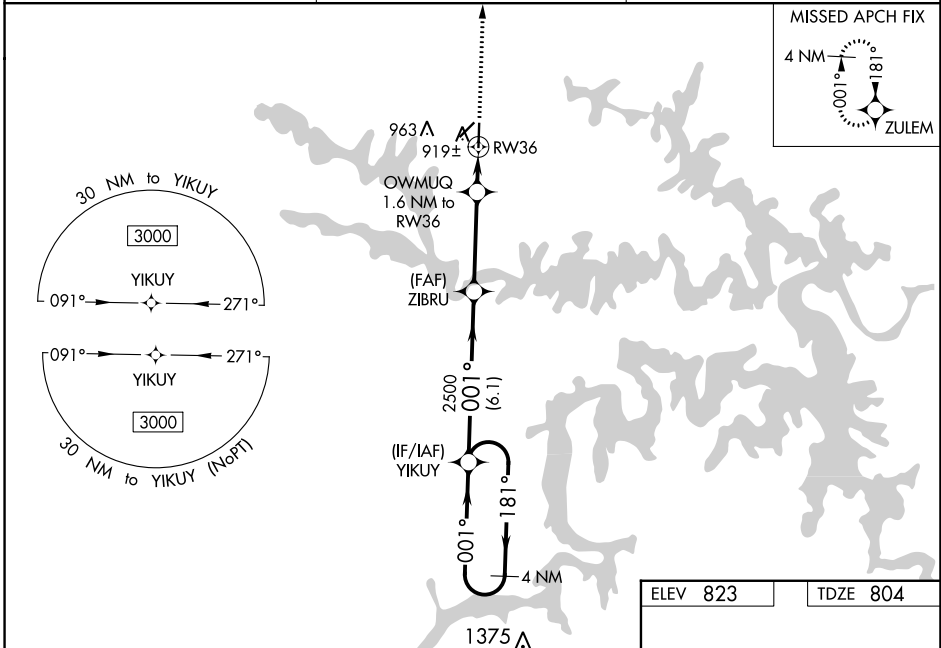 MISSED APCH FIX
4 NM
001°
181°
ZULEM
963
919±
RW36
OWMUQ
1.6 NM to
RW36
30 NM to YIKUY
3000
YIKUY
091°
271°
091°
271°
YIKUY
3000
30 NM to YIKUY (NoPT)
(FAF)
ZIBRU
2500
001°
(6.1)
(IF/IAF)
YIKUY
001°
181°
4 NM
1375
ELEV 823
TDZE 804